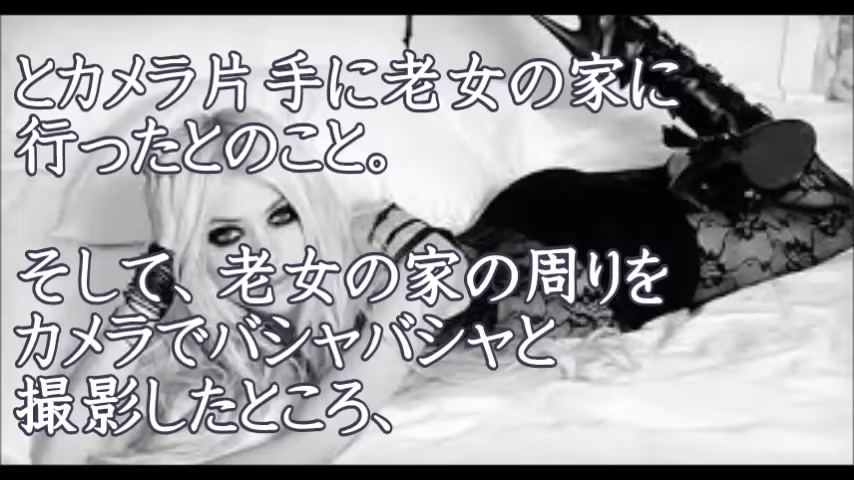 とカメラ片手に老女の家に
行ったとのこと。
そして、老女の家の周りを
カメラでバシャバシャと
撮影したところ、